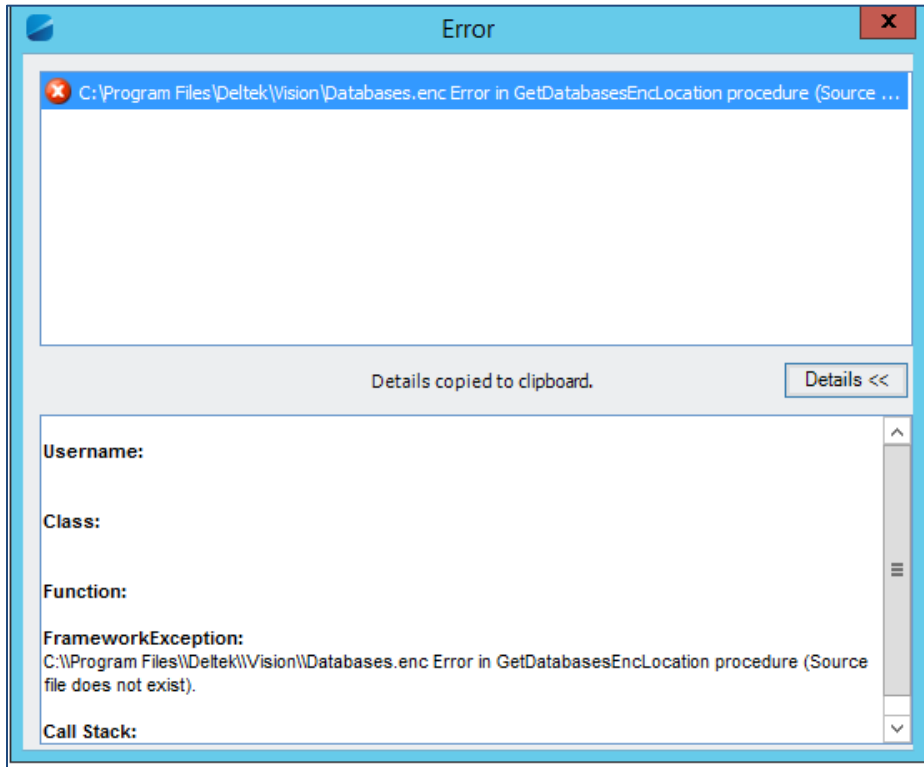 Error
x
C:\Program Files\Deltek\Vision\Databases.enc Error in GetDatabasesEncLocation procedure (Source ...
Details copied to clipboard.
Details <<
Username:
Class:
Function:
FrameworkException:
C:\\Program Files\\Deltek\\Vision\\Databases.enc Error in GetDatabasesEncLocation procedure (Source
file does not exist).
Call Stack: